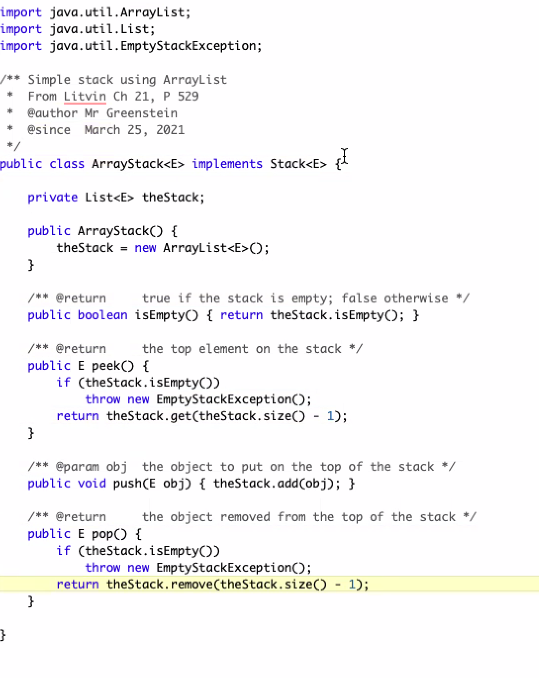 import java.util.ArrayList;
import java.util.List;
import java.util.EmptyStackException;

/** Simple stack using ArrayList
 *  From Litvin Ch 21, P 529
 *  @author Mr Greenstein
 *  @since  March 25, 2021
 */
public class ArrayStack<E> implements Stack<E> {

    private List<E> theStack;

    public ArrayStack() {
        theStack = new ArrayList<E>();
    }

    /** @return     true if the stack is empty; false otherwise */
    public boolean isEmpty() { return theStack.isEmpty(); }

    /** @return     the top element on the stack */
    public E peek() {
        if (theStack.isEmpty())
            throw new EmptyStackException();
        return theStack.get(theStack.size() - 1);
    }

    /** @param obj  the object to put on the top of the stack */
    public void push(E obj) { theStack.add(obj); }

    /** @return     the object removed from the top of the stack */
    public E pop() {
        if (theStack.isEmpty())
            throw new EmptyStackException();
        return theStack.remove(theStack.size() - 1);
    }

}